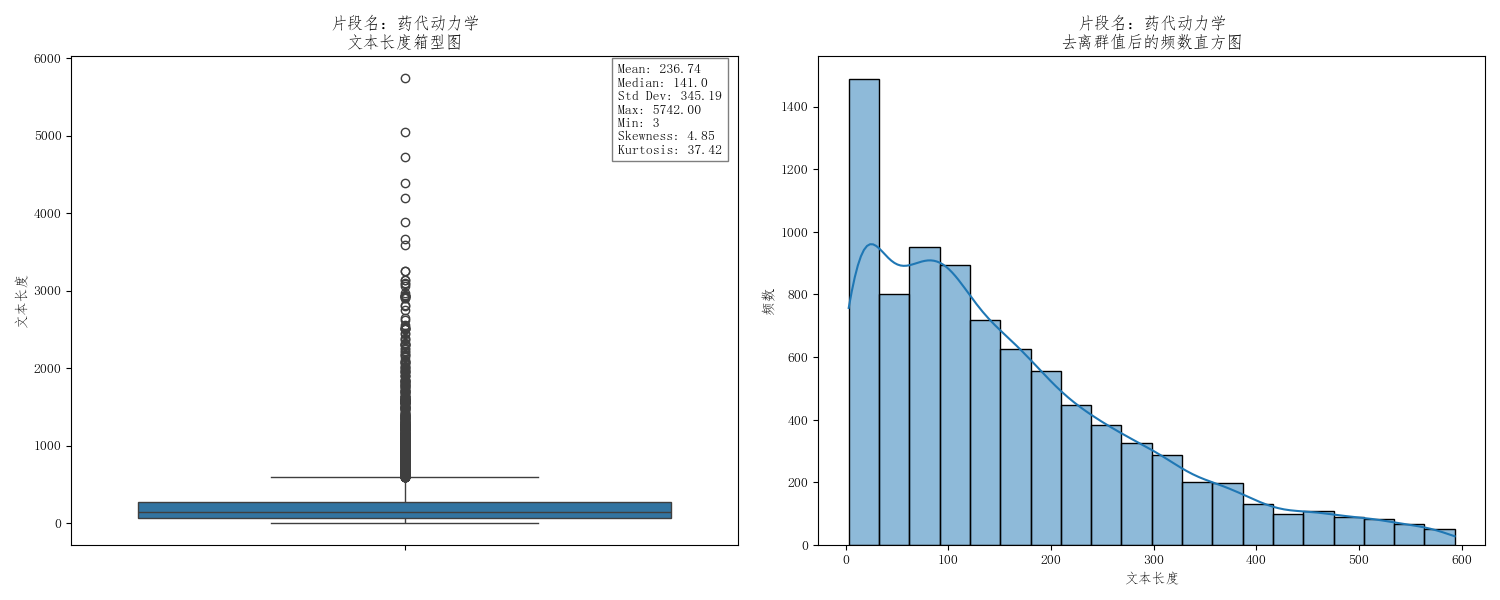 片段名：药代动力学
文本长度箱型图
6000
5000
4000
3000
2000
1000
0
文本长度
Mean: 236.74
Median: 141.0
Std Dev: 345.19
Max: 5742.00
Min: 3
Skewness: 4.85
Kurtosis: 37.42
片段名：药代动力学
去离群值后的频数直方图
1400
1200
1000
800
600
400
200
0
频数
0 100 200 300 400 500 600
文本长度